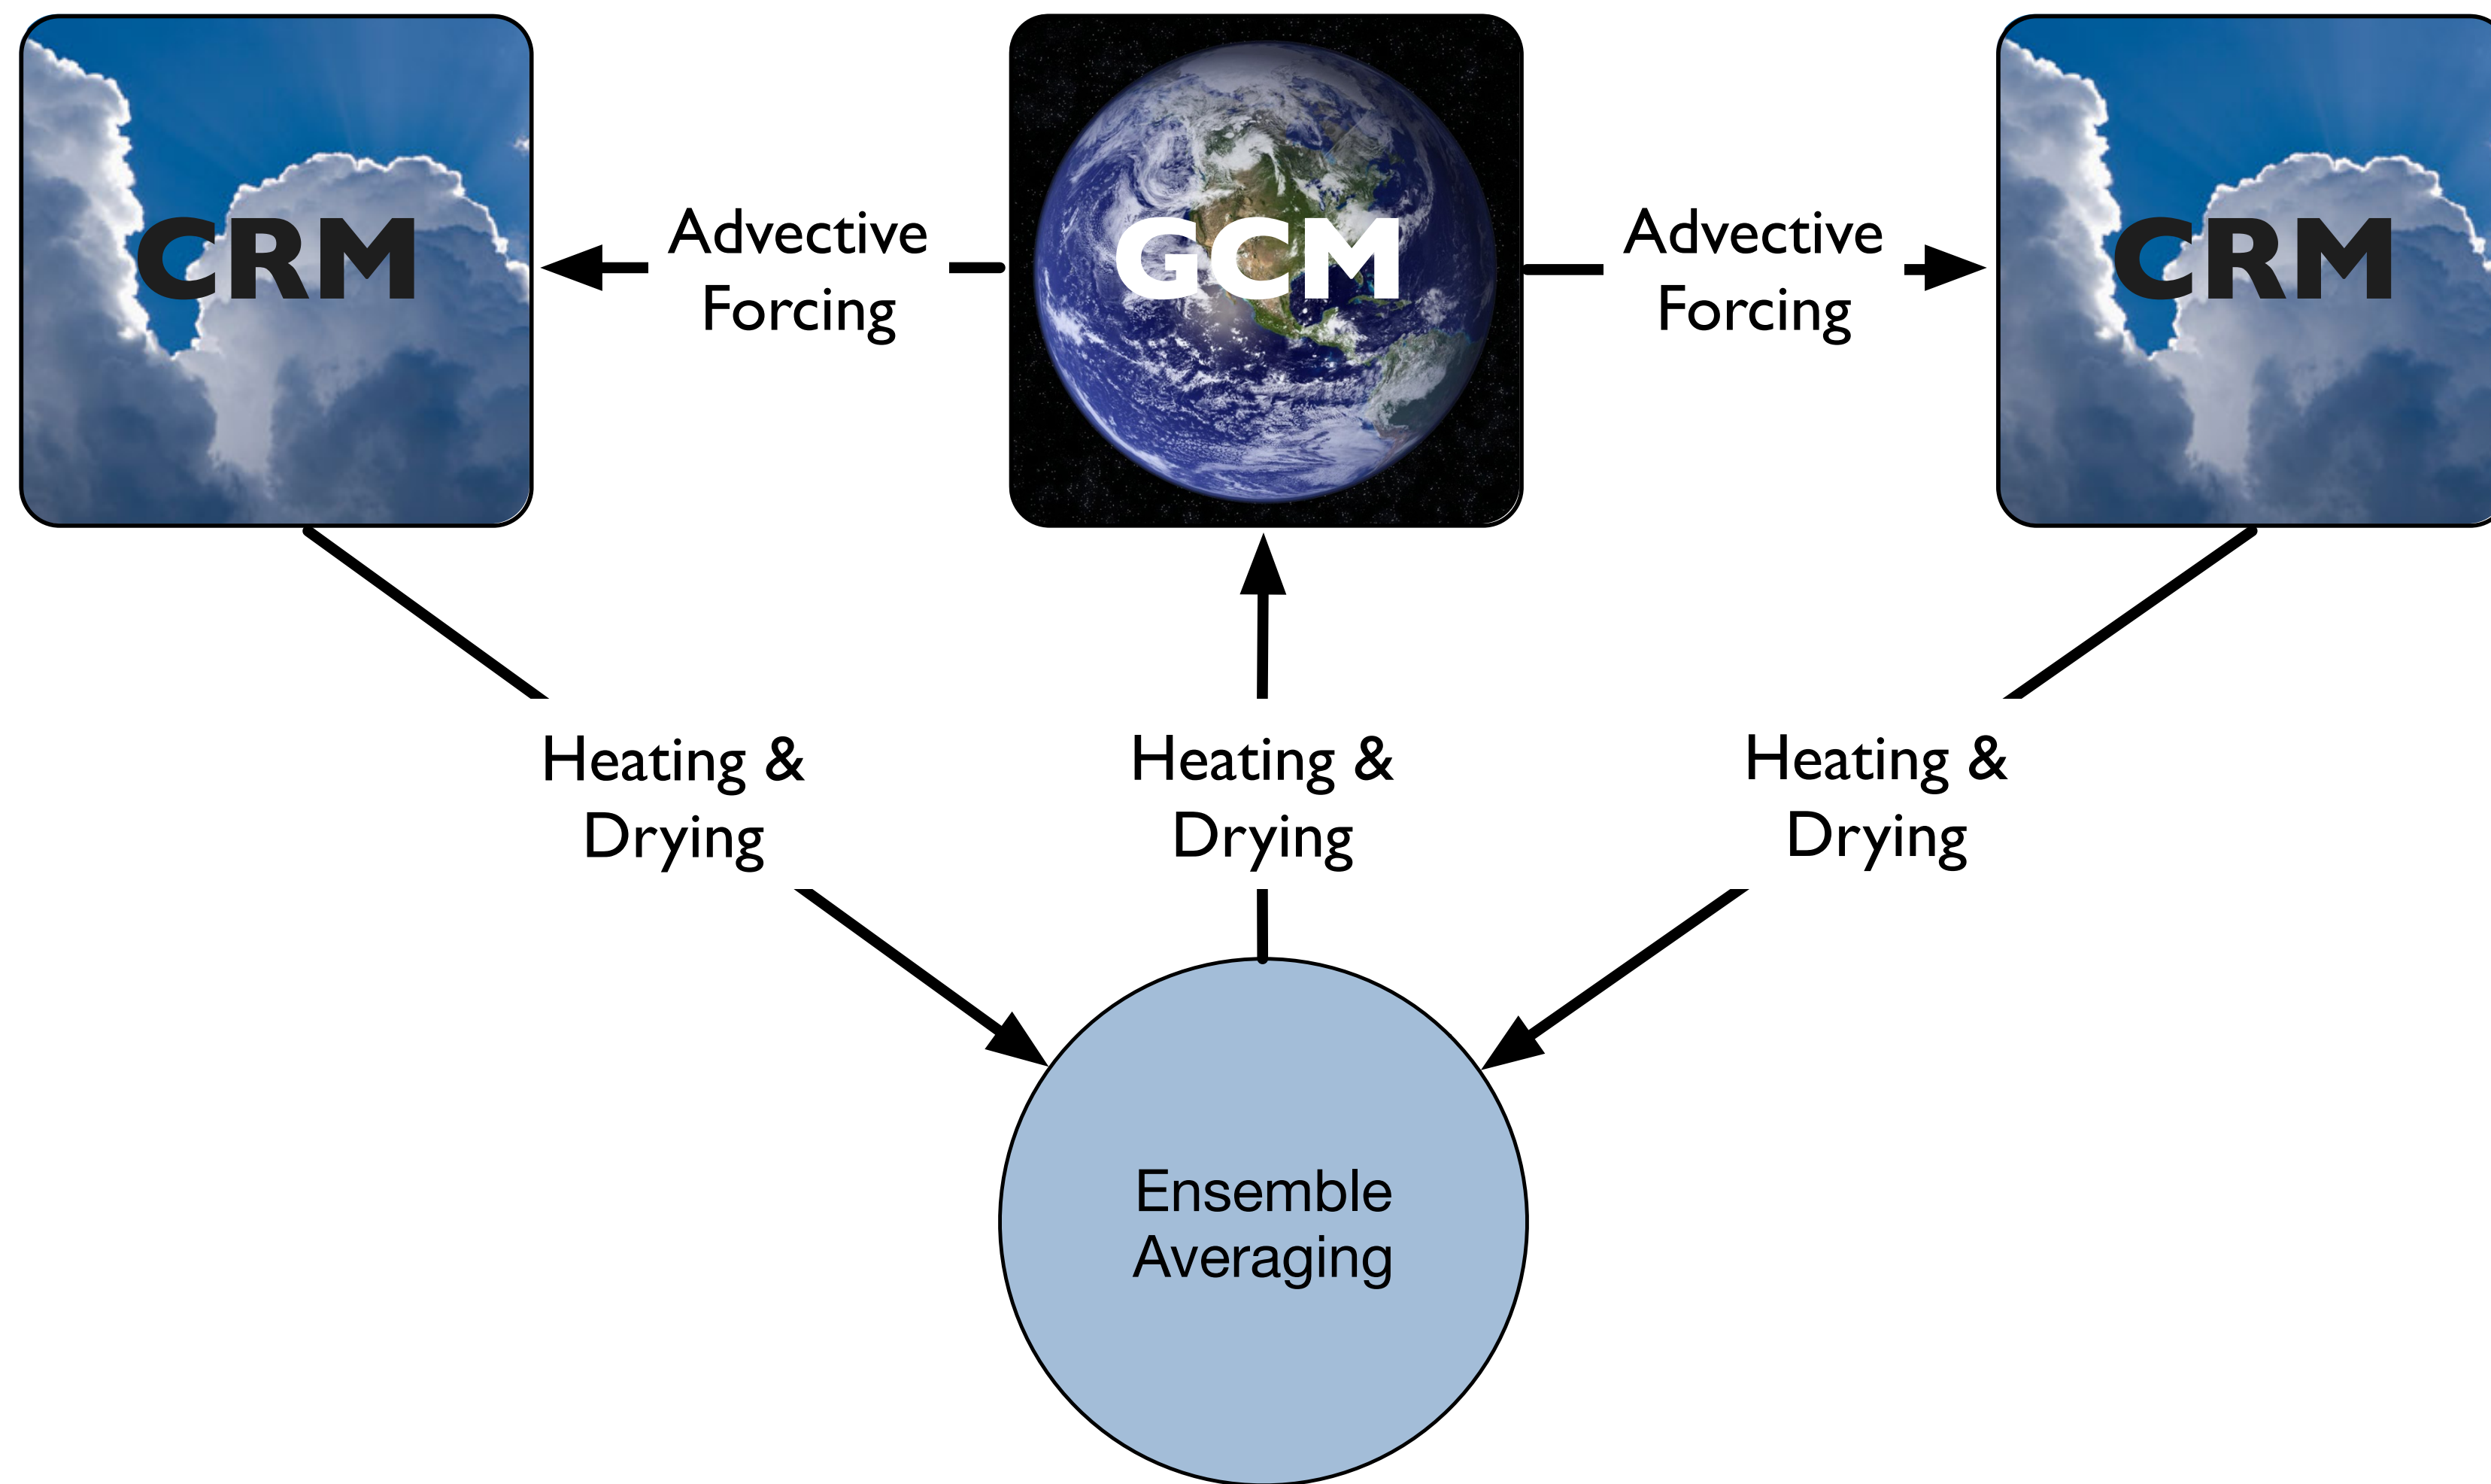 CRM
Advective
Forcing
GCM
Advective
Forcing
CRM
Heating &
Drying
Heating &
Drying
Heating &
Drying
Ensemble
Averaging